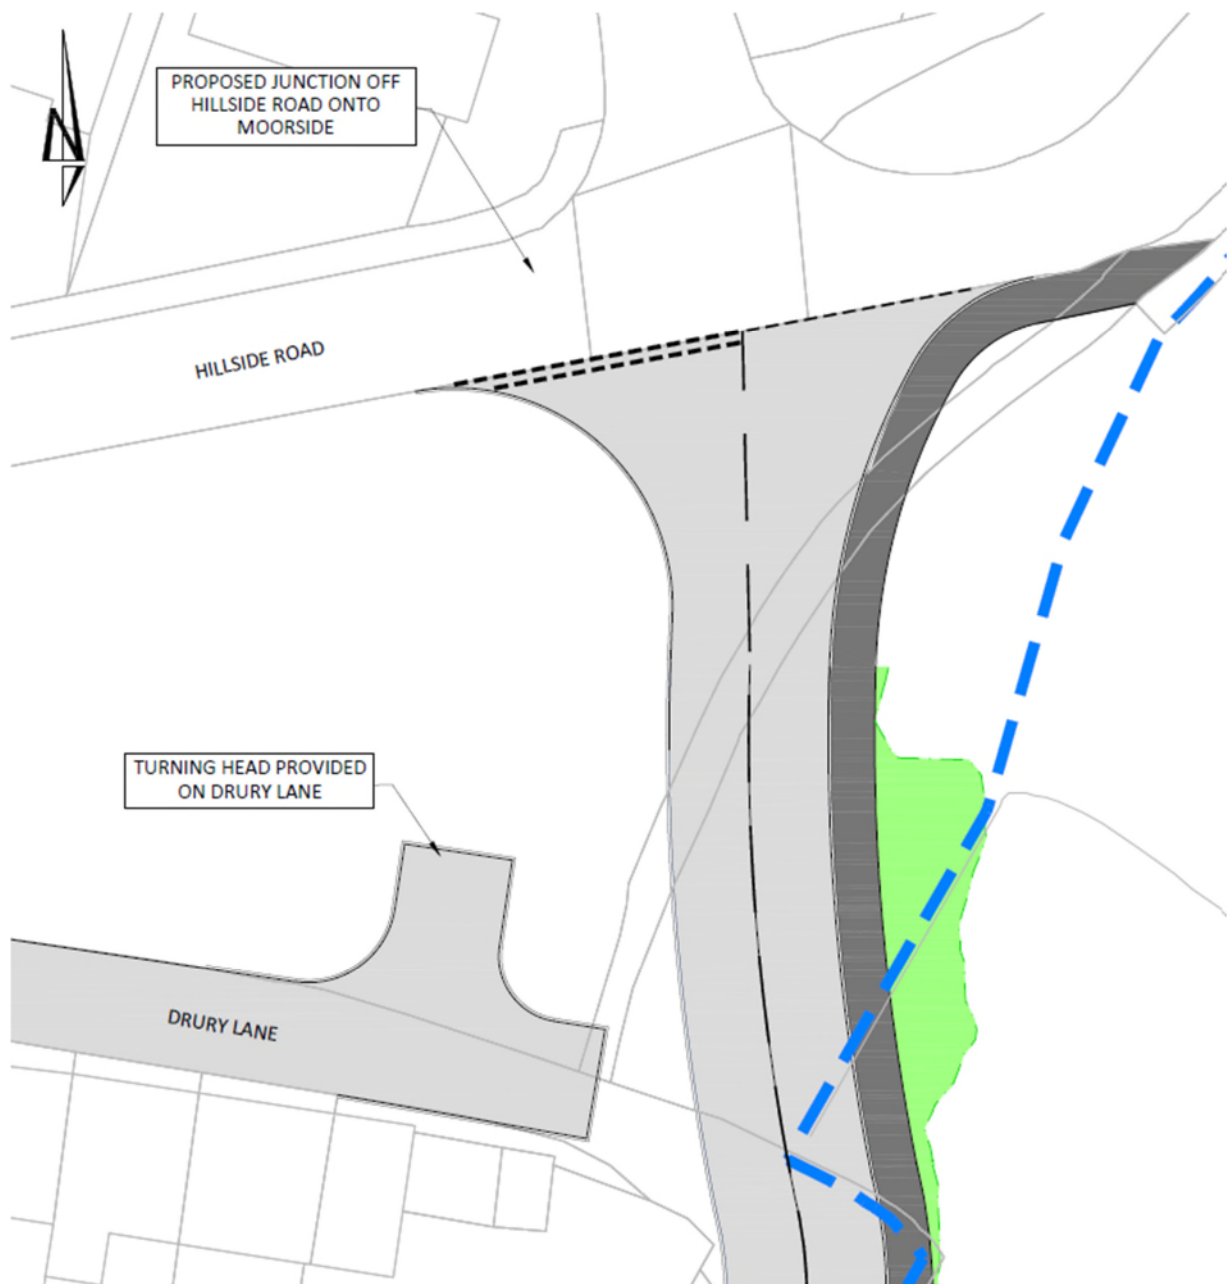 PROPOSED JUNCTION OFF
HILLSIDE ROAD ONTO
MOORSIDE
N
HILLSIDE ROAD
TURNING HEAD PROVIDED
ON DRURY LANE
DRURY LANE